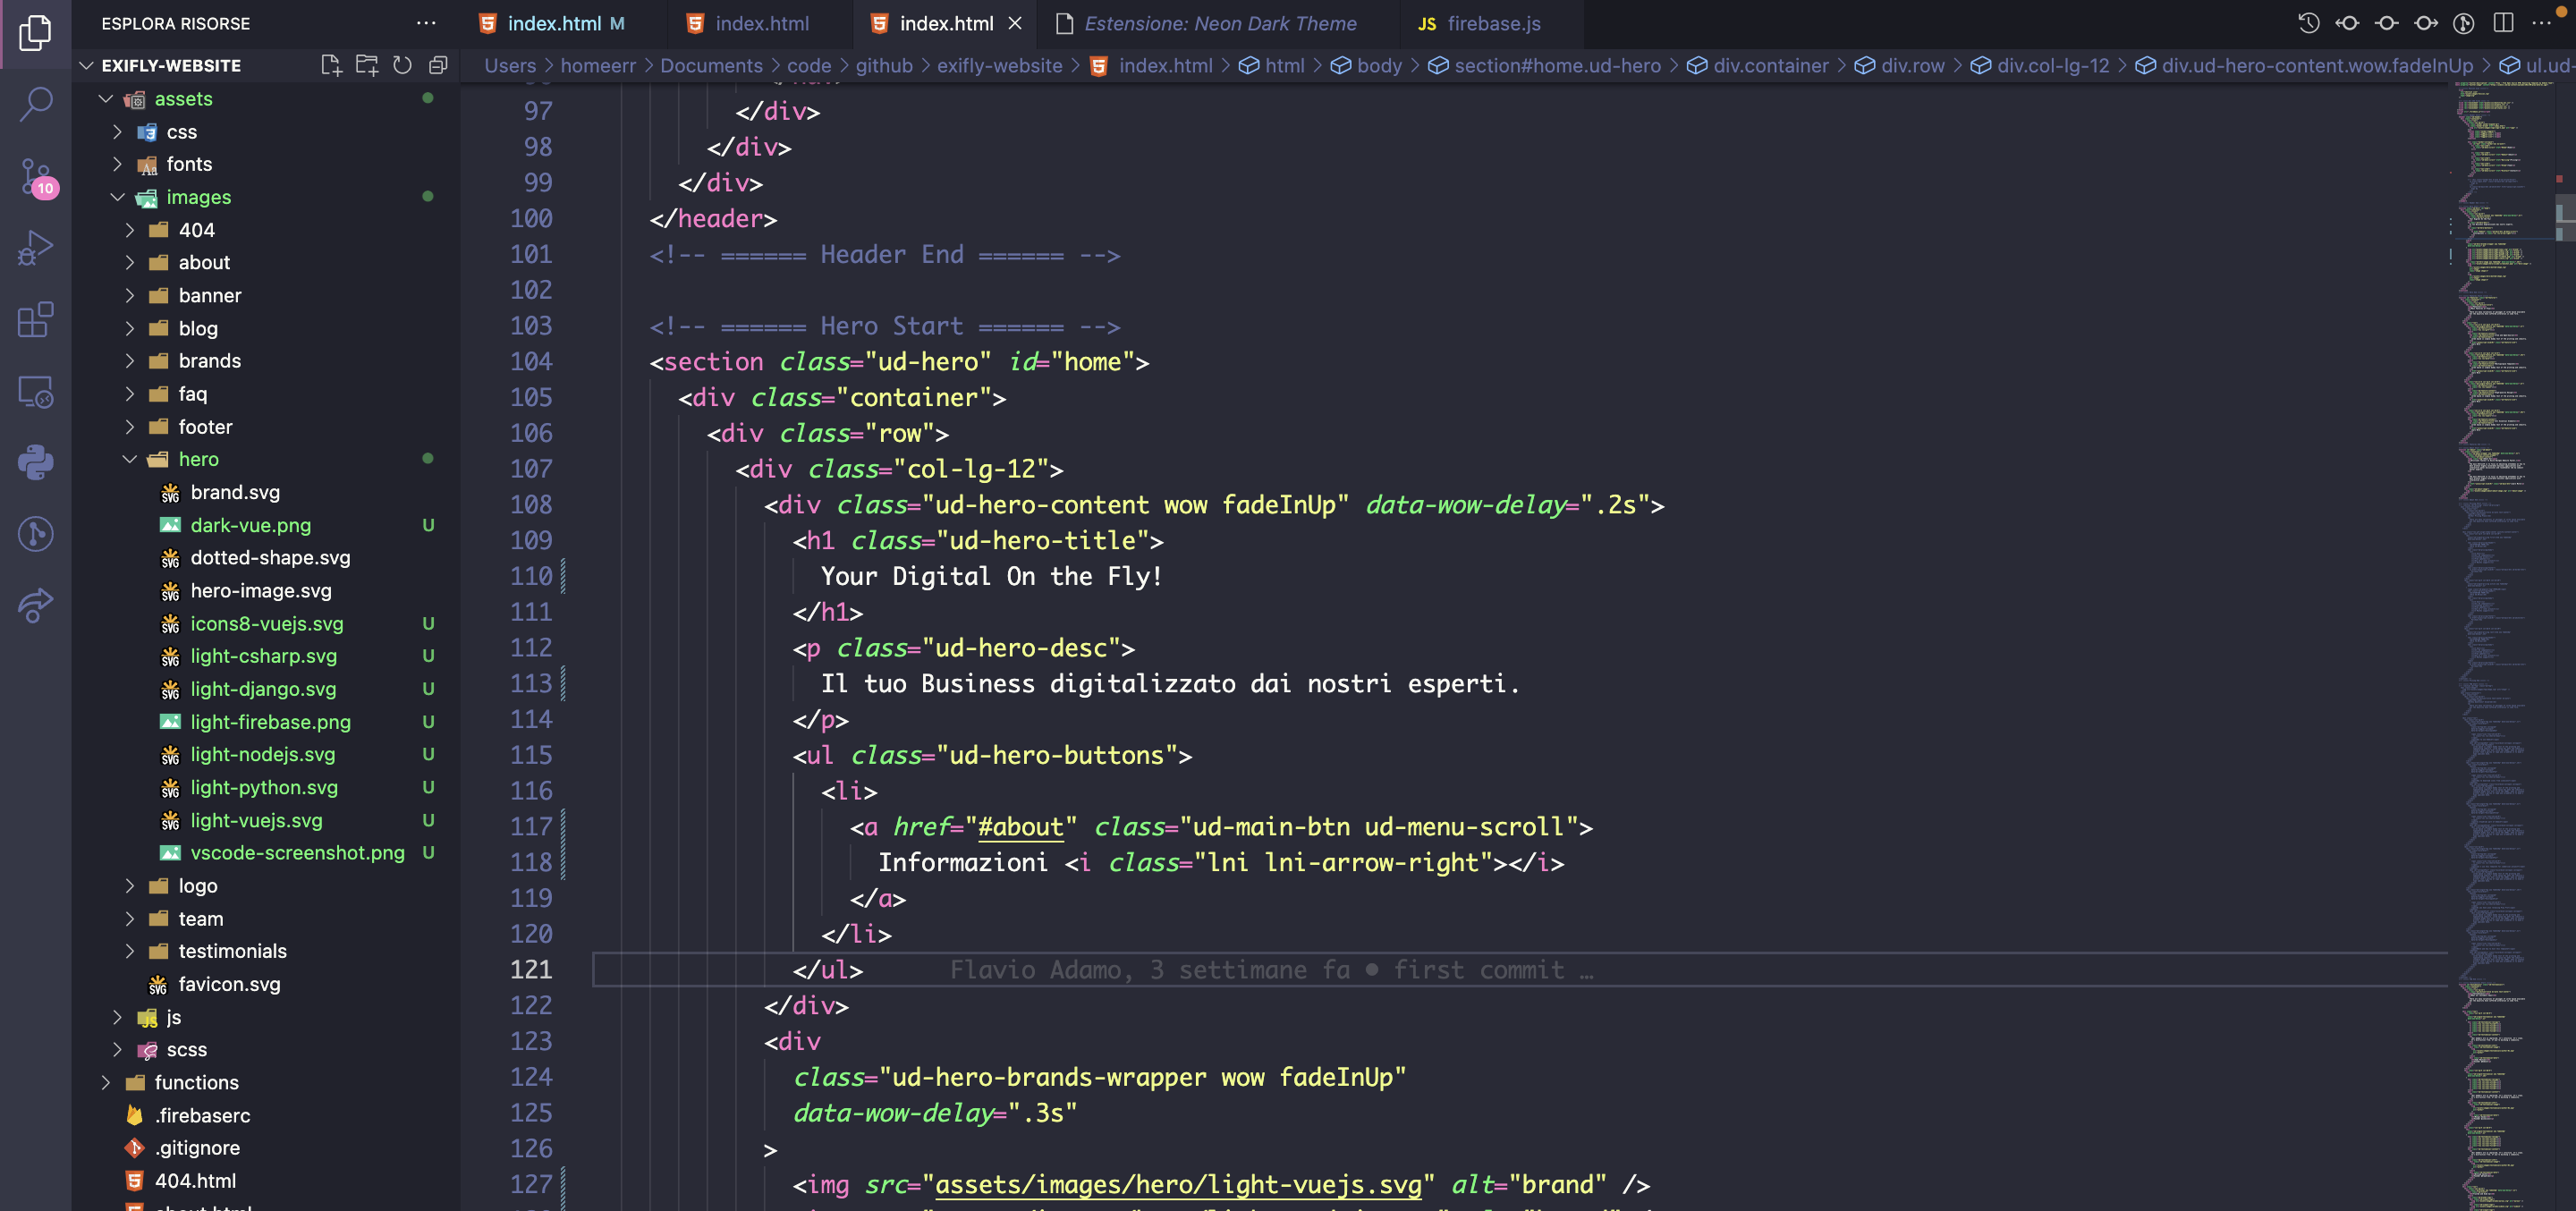 ESPLORA RISORSE
index.html M
index.html
index.html
Estensione: Neon Dark Theme
JS firebase.js
EXIFLY-WEBSITE
Users > homeerr > Documents > code > github > exifly-website > index.html > html > body > section#home.ud-hero > div.container > div.row > div.col-lg-12 > div.ud-hero-content.wow.fadeInUp > ul.ud-
assets
css
fonts
images
404
about
banner
blog
brands
faq
footer
hero
brand.svg
dark-vue.png U
dotted-shape.svg
hero-image.svg
icons8-vuejs.svg U
light-csharp.svg U
light-django.svg U
light-firebase.png U
light-nodejs.svg U
light-python.svg U
light-vuejs.svg U
vscode-screenshot.png U
logo
team
testimonials
favicon.svg
js
scss
functions
.firebaserc
.gitignore
404.html
about.html
10
97 </div>
98 </div>
99 </div>
100 </header>
101 <!-- ====== Header End ====== -->
102
103 <!-- ====== Hero Start ====== -->
104 <section class="ud-hero" id="home">
105 <div class="container">
106 <div class="row">
107 <div class="col-lg-12">
108 <div class="ud-hero-content wow fadeInUp" data-wow-delay=".2s">
109 <h1 class="ud-hero-title">
110 Your Digital On the Fly!
111 </h1>
112 <p class="ud-hero-desc">
113 Il tuo Business digitalizzato dai nostri esperti.
114 </p>
115 <ul class="ud-hero-buttons">
116 <li>
117 <a href="#about" class="ud-main-btn ud-menu-scroll">
118 Informazioni <i class="lni lni-arrow-right"></i>
119 </a>
120 </li>
121 </ul> Flavio Adamo, 3 settimane fa • first commit …
122 </div>
123 <div
124 class="ud-hero-brands-wrapper wow fadeInUp"
125 data-wow-delay=".3s"
126 >
127 <img src="assets/images/hero/light-vuejs.svg" alt="brand" />